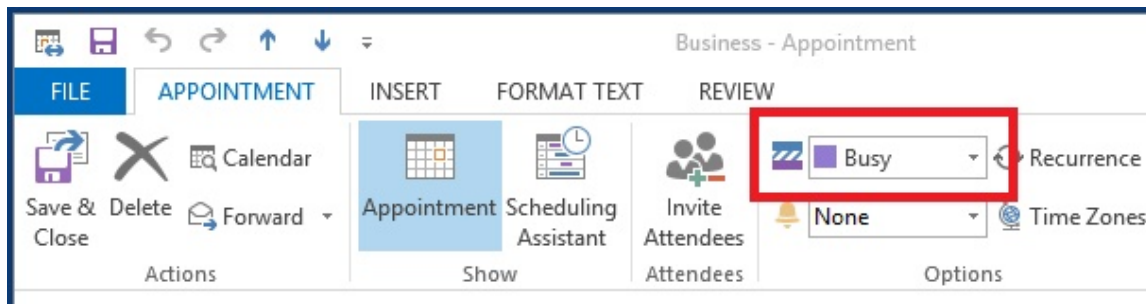 Business - Appointment
FILE APPOINTMENT INSERT FORMAT TEXT REVIEW
Save & Close
Delete
Calendar
Forward
Actions
Appointment
Scheduling Assistant
Show
Invite Attendees
Attendees
Busy
Recurrence
None
Time Zones
Options